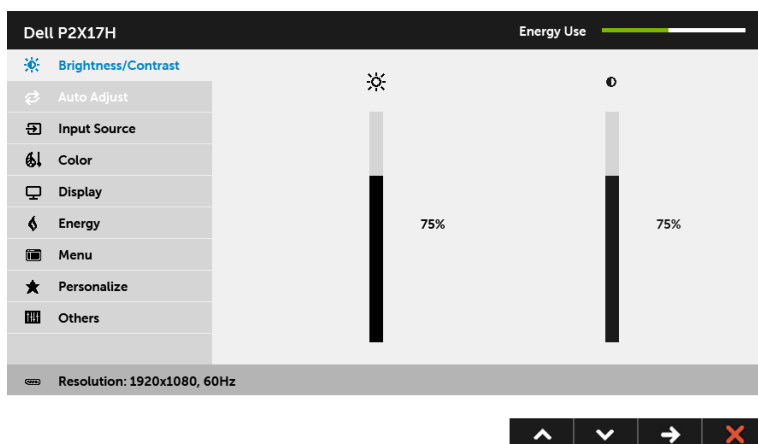 Dell P2X17H
Energy Use
Brightness/Contrast
Auto Adjust
Input Source
Color
Display
Energy
75%
75%
Menu
Personalize
Others
Resolution: 1920x1080, 60Hz